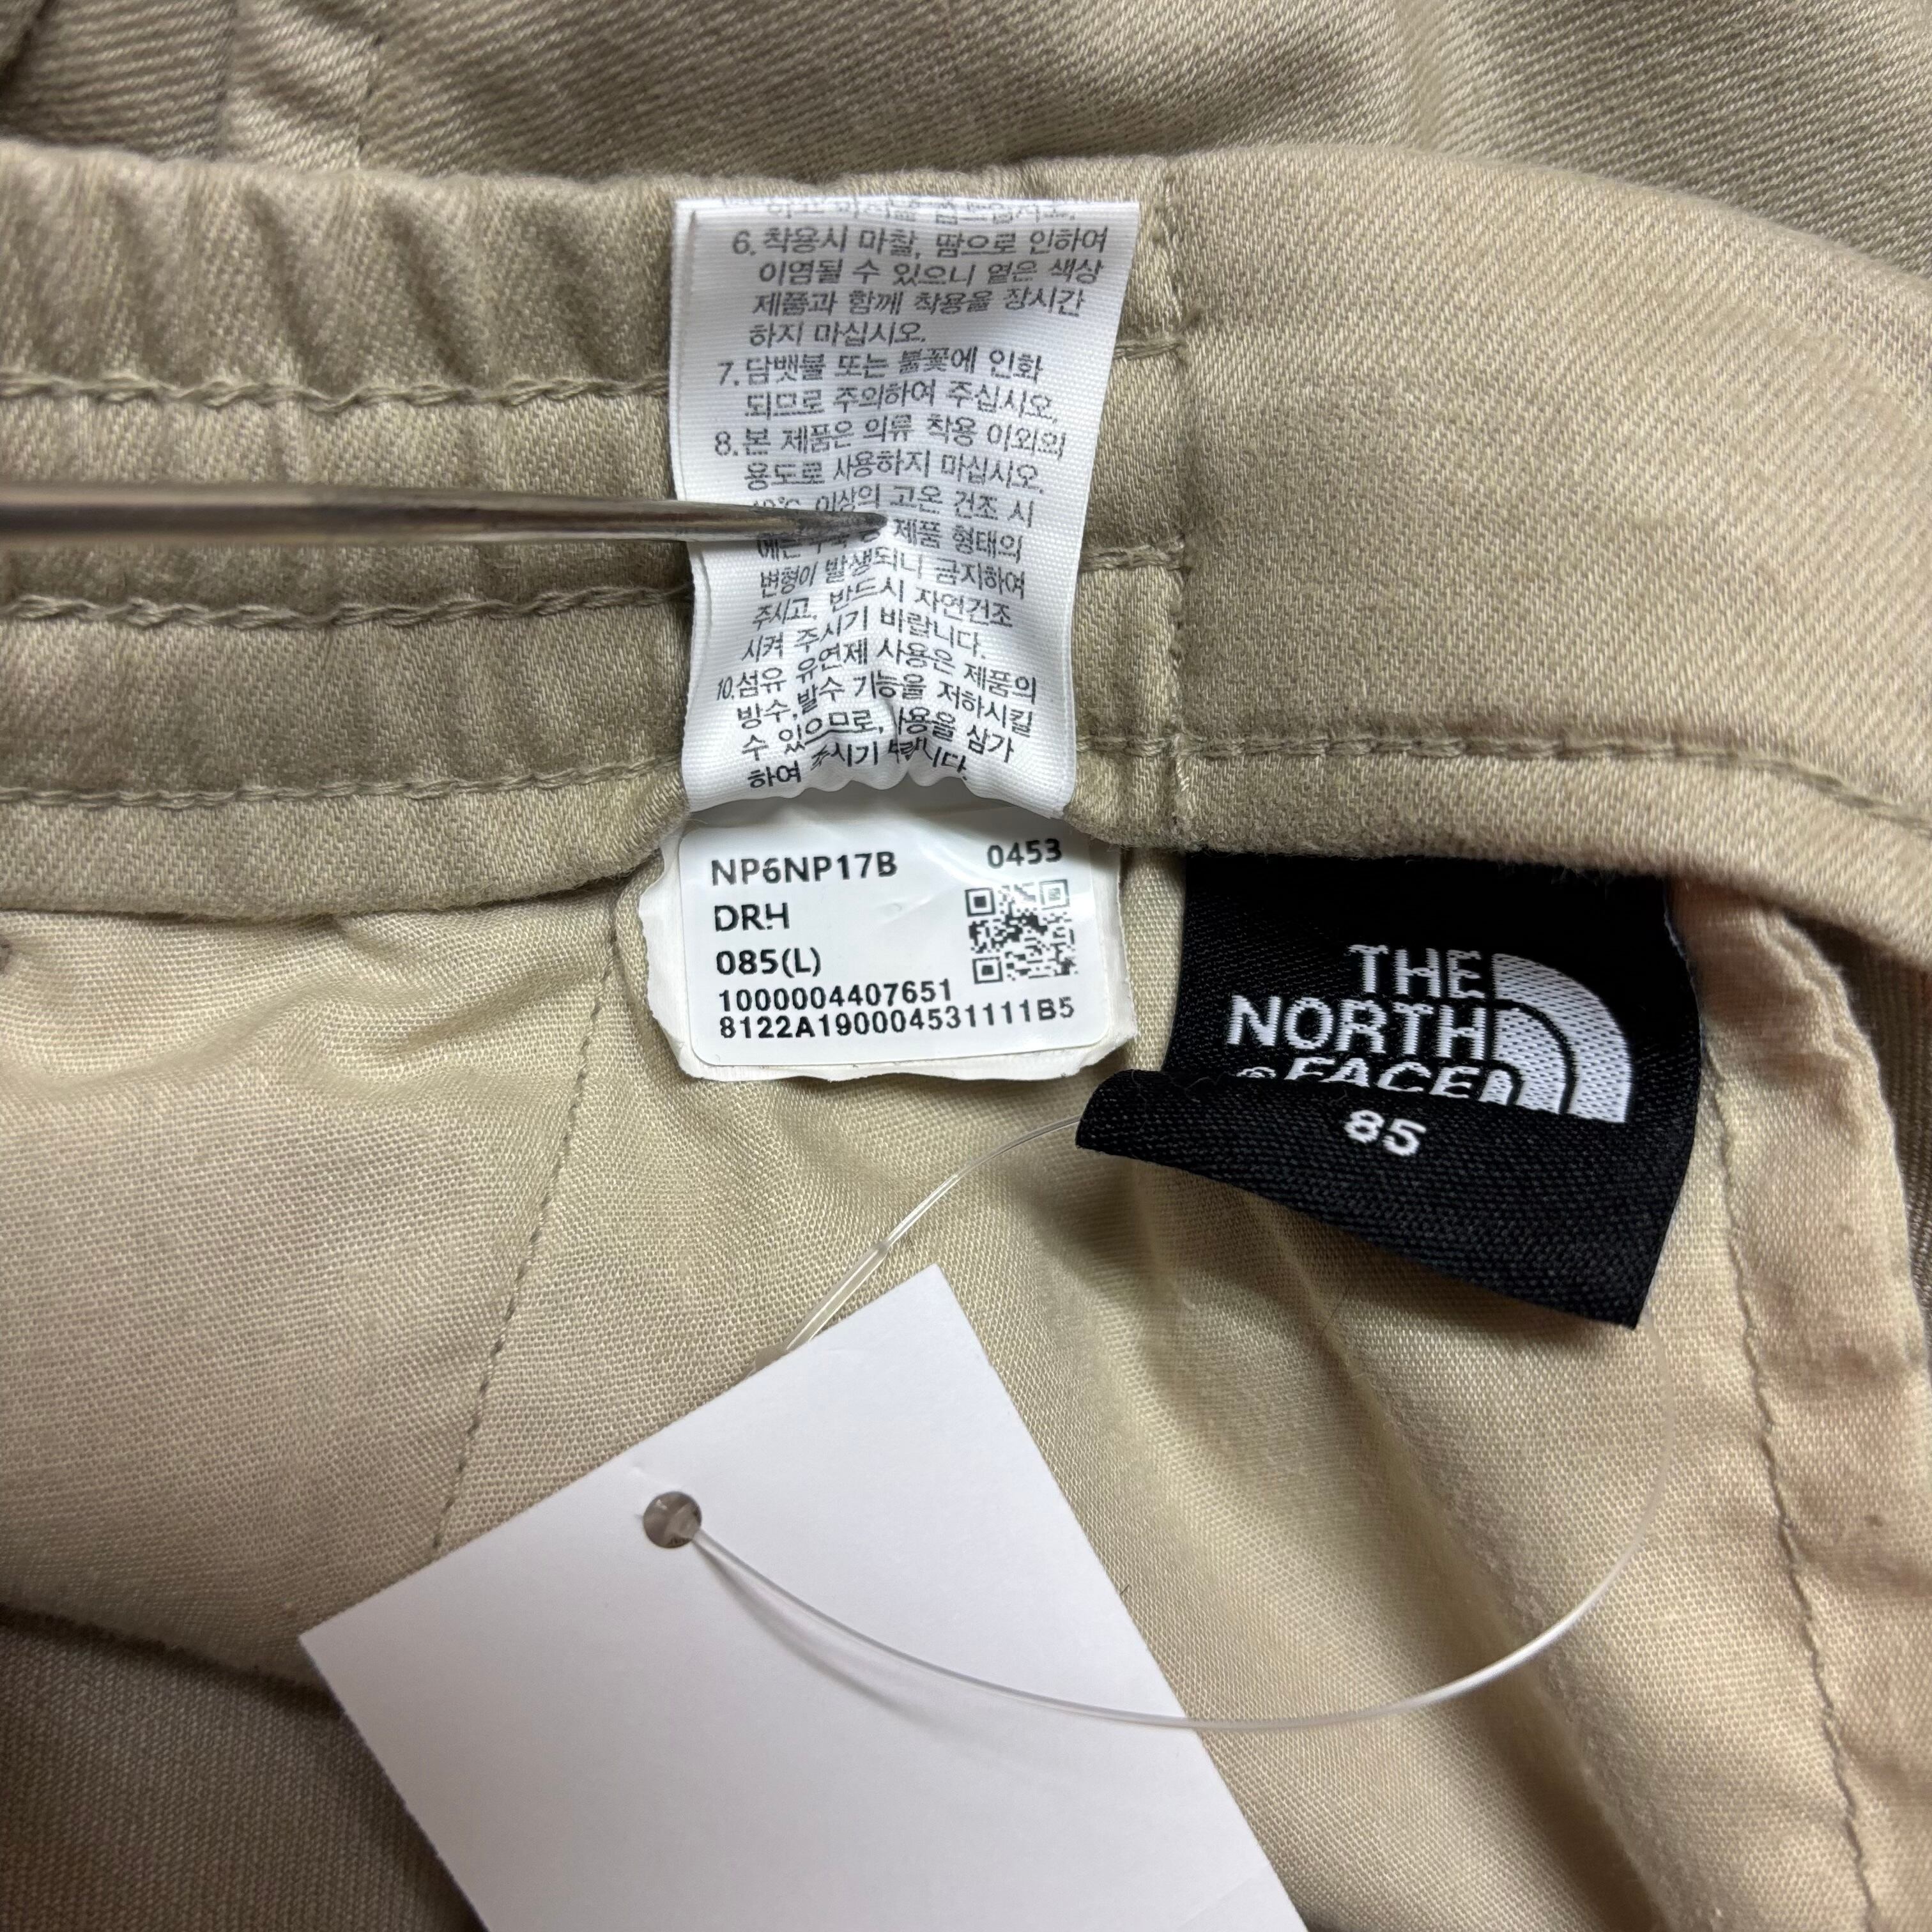 6. 착용시 마찰, 땀으로 인하여
이염될 수 있으니 옅은 색상
제품과 함께 착용을 장시간
하지 마십시오.
7. 담뱃불 또는 불꽃에 인화
되므로 주의하여 주십시오.
8. 본 제품은 의류 착용 이외의
용도로 사용하지 마십시오.
이상의 고온 건조 시
제품 형태의
변형이 발생되니 금지하여
주시고, 반드시 자연건조
시켜 주시기 바랍니다.
10. 섬유 유연제 사용은 제품의
방수, 발수 기능을 저하시킬
수 있으므로, 사용을 삼가
하여 주시기 바랍니다.
NP6NP17B 0453
DRH
085(L)
1000004407651
8122A190004531111B5
THE
NORTH
FACE
85